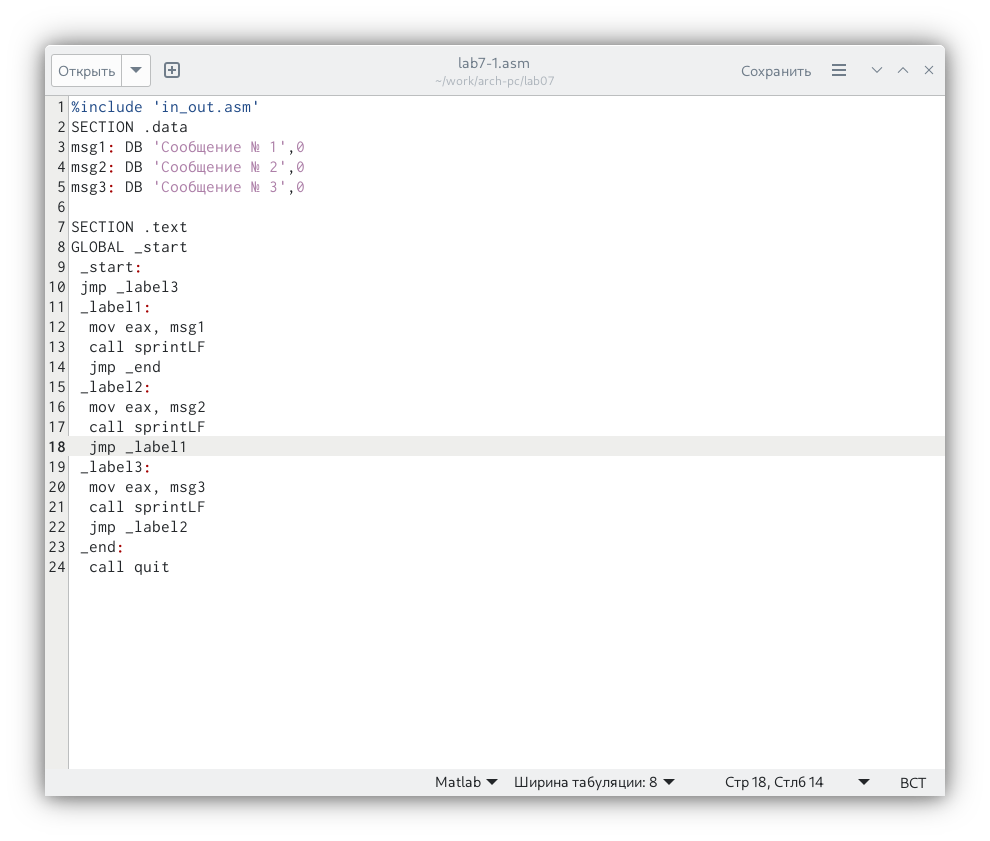 Открыть
lab7-1.asm
~/work/arch-pc/lab07
Сохранить
1 %include 'in_out.asm'
2 SECTION .data
3 msg1: DB 'Сообщение № 1',0
4 msg2: DB 'Сообщение № 2',0
5 msg3: DB 'Сообщение № 3',0
6
7 SECTION .text
8 GLOBAL _start
9 _start:
10 jmp _label3
11 _label1:
12 mov eax, msg1
13 call sprintLF
14 jmp _end
15 _label2:
16 mov eax, msg2
17 call sprintLF
18 jmp _label1
19 _label3:
20 mov eax, msg3
21 call sprintLF
22 jmp _label2
23 _end:
24 call quit
Matlab Ширина табуляции: 8 Стр 18, Стлб 14 ВСТ